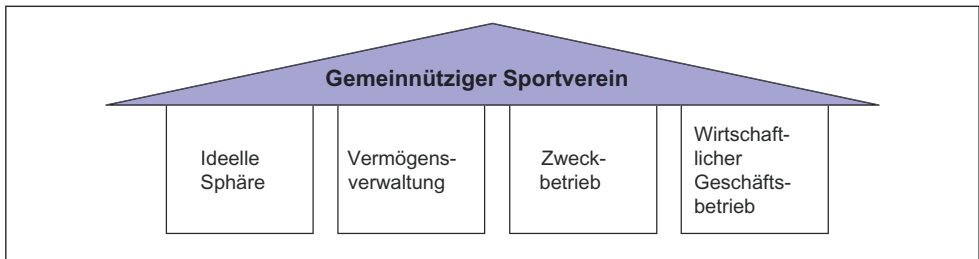 Gemeinnütziger Sportverein
Ideelle
Sphäre
Vermögens-
verwaltung
Zweck-
betrieb
Wirtschaft-
licher
Geschäfts-
betrieb